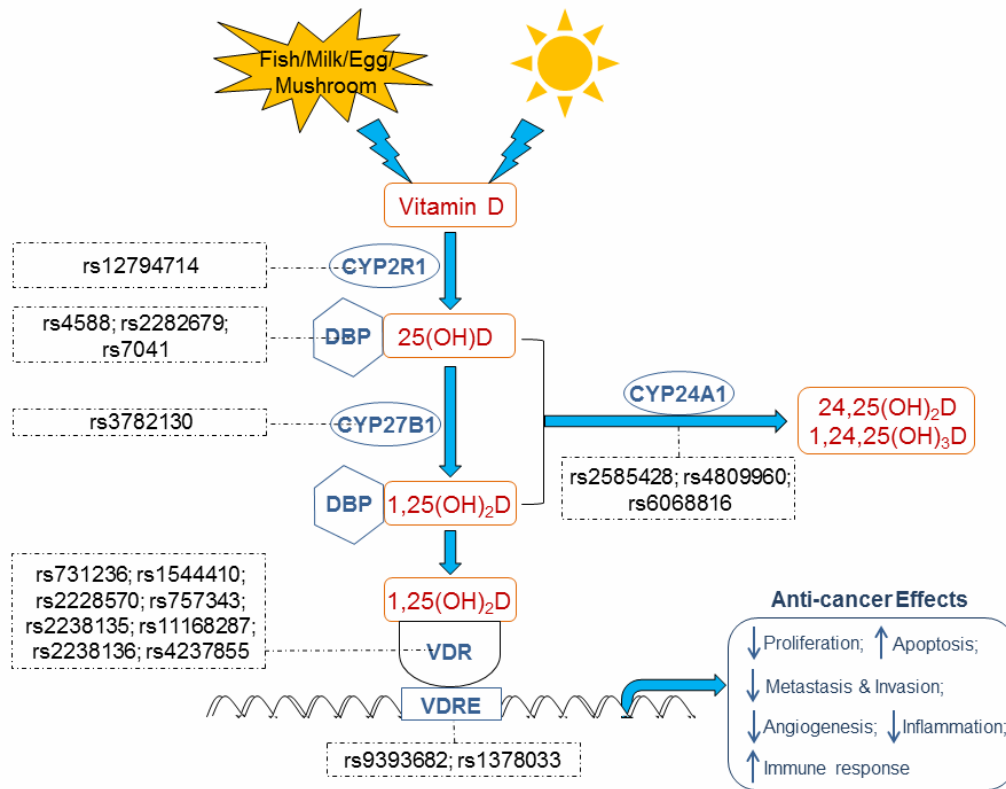 Fish/Milk/Egg/
Mushroom
Vitamin D
rs12794714
CYP2R1
rs4588; rs2282679;
rs7041
DBP
25(OH)D
CYP24A1
24,25(OH)₂D
1,24,25(OH)₃D
rs3782130
CYP27B1
rs2585428; rs4809960;
rs6068816
DBP
1,25(OH)₂D
rs731236; rs1544410;
rs2228570; rs757343;
rs2238135; rs11168287;
rs2238136; rs4237855
1,25(OH)₂D
VDR
VDRE
rs9393682; rs1378033
Anti-cancer Effects
↓Proliferation; ↑Apoptosis;
↓Metastasis & Invasion;
↓Angiogenesis; ↓Inflammation;
↑Immune response